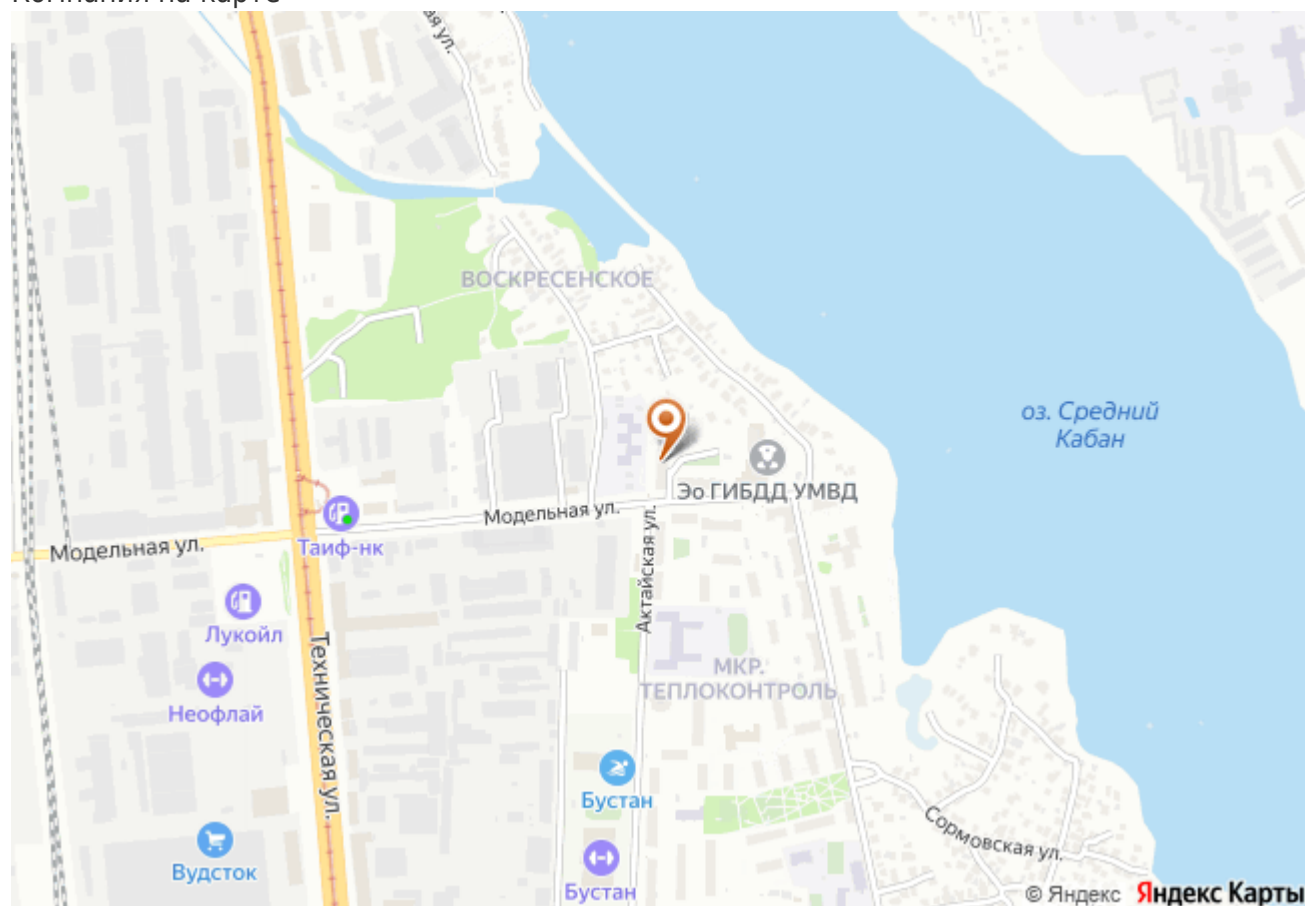 ая ул.
ВОСКРЕСЕНСКОЕ
оз. Средний
Кабан
Эо ГИБДД УМВД
Модельная ул.
Таиф-нк
Модельная ул.
Актайская ул.
Лукойл
Техническая ул.
Неофлай
МКР.
ТЕПЛОКОНТРОЛЬ
Бустан
Сормовская ул.
Вудсток
Бустан
© Яндекс Яндекс Карты